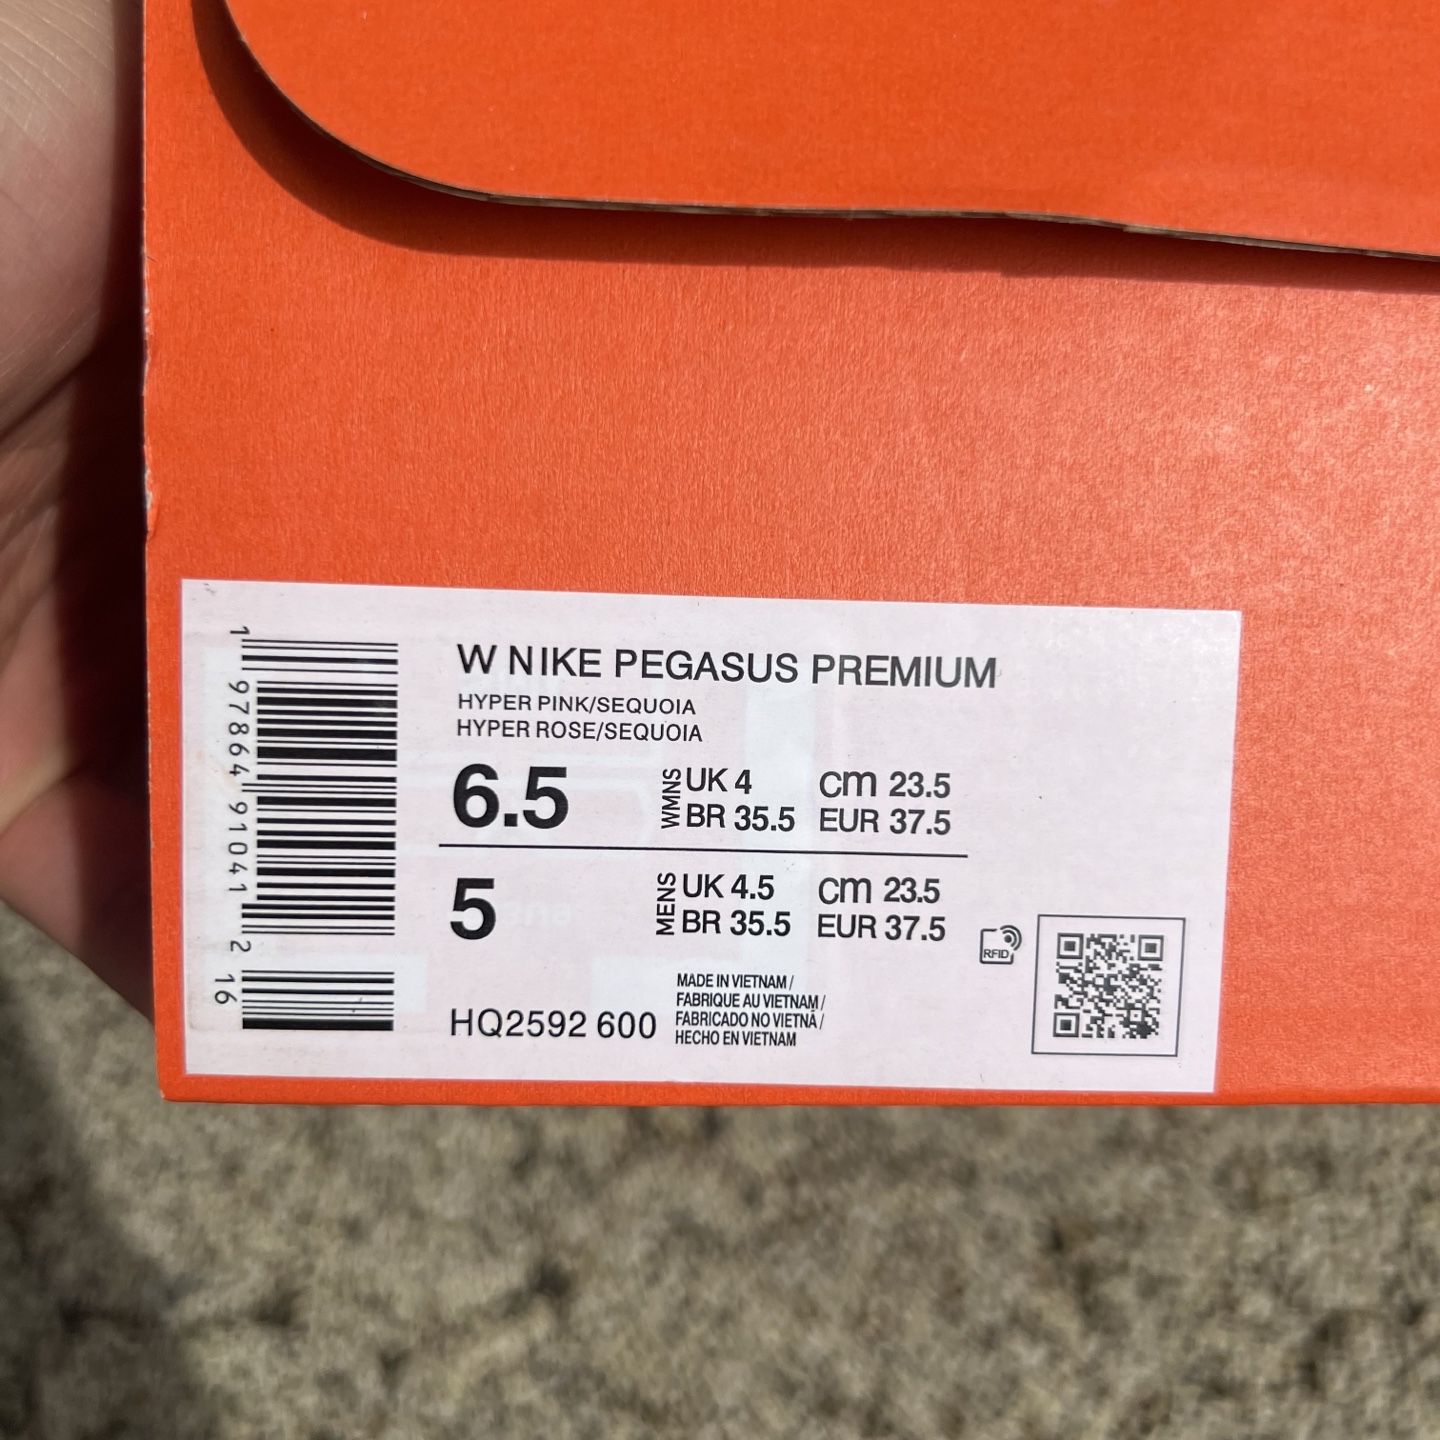 W NIKE PEGASUS PREMIUM
HYPER PINK/SEQUOIA
HYPER ROSE/SEQUOIA
6.5 WMNS UK 4 cm 23.5
BR 35.5 EUR 37.5
5 MENS UK 4.5 cm 23.5
BR 35.5 EUR 37.5
HQ2592 600
MADE IN VIETNAM /
FABRIQUE AU VIETNAM /
FABRICADO NO VIETNÃ /
HECHO EN VIETNAM
RFID
1 97864 91041 2 16